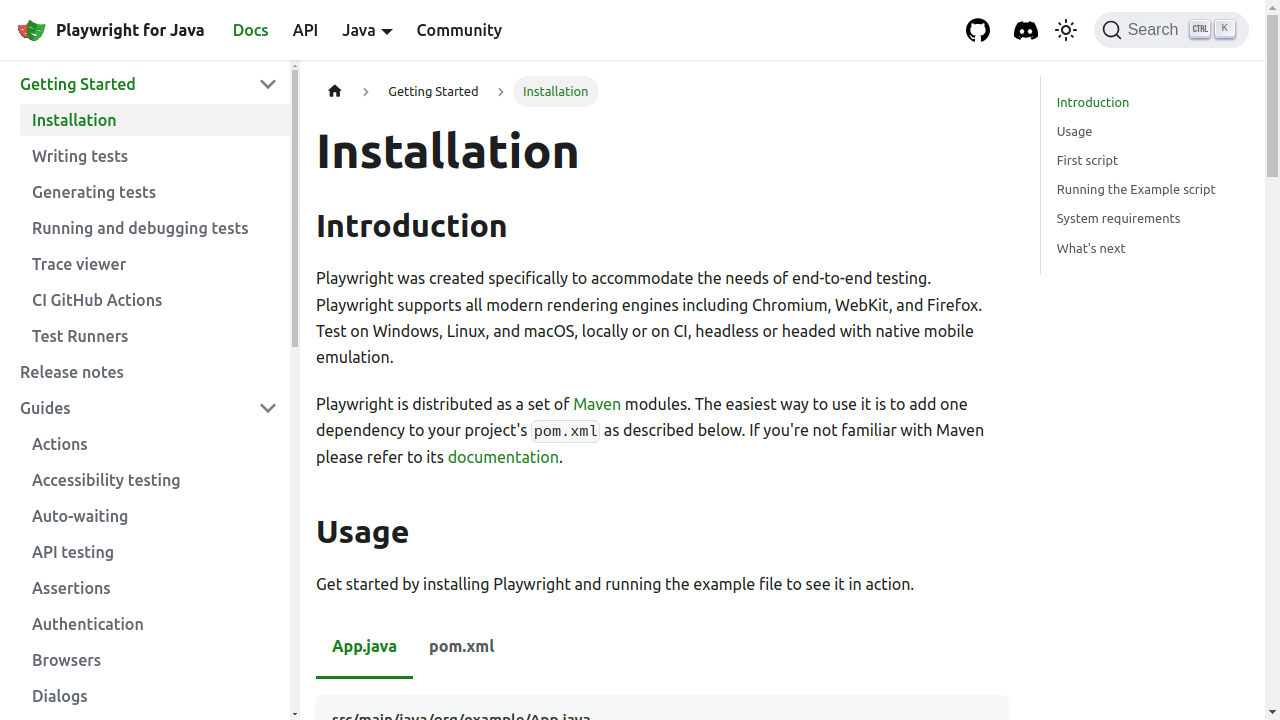 Playwright for Java Docs API Java Community Search CTRL K
Getting Started
Installation
Writing tests
Generating tests
Running and debugging tests
Trace viewer
CI GitHub Actions
Test Runners
Release notes
Guides
Actions
Accessibility testing
Auto-waiting
API testing
Assertions
Authentication
Browsers
Dialogs
Getting Started Installation
Installation
Introduction
Playwright was created specifically to accommodate the needs of end-to-end testing.
Playwright supports all modern rendering engines including Chromium, WebKit, and Firefox.
Test on Windows, Linux, and macOS, locally or on CI, headless or headed with native mobile
emulation.
Playwright is distributed as a set of Maven modules. The easiest way to use it is to add one
dependency to your project's pom.xml as described below. If you're not familiar with Maven
please refer to its documentation.
Usage
Get started by installing Playwright and running the example file to see it in action.
App.java pom.xml
src/main/java/org/example/App.java
Introduction
Usage
First script
Running the Example script
System requirements
What's next